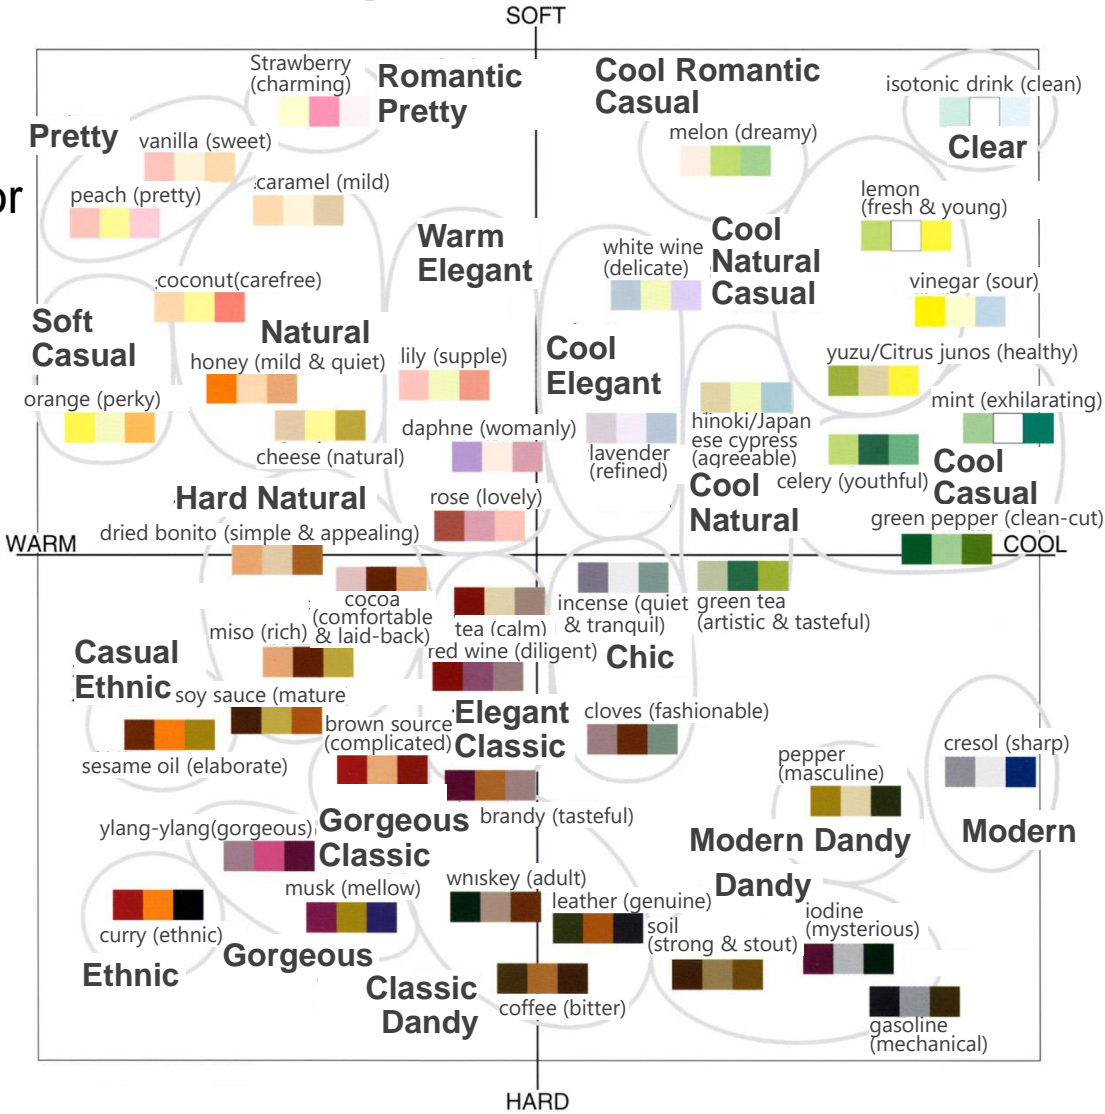 SOFT
Strawberry
(charming)
Romantic
Pretty
Cool Romantic
Casual
isotonic drink (clean)
Clear
Pretty
vanilla (sweet)
melon (dreamy)
or
peach (pretty)
caramel (mild)
lemon
(fresh & young)
Warm
Elegant
white wine
(delicate)
Cool
Natural
Casual
coconut(carefree)
vinegar (sour)
Soft
Casual
Natural
honey (mild & quiet)
lily (supple)
Cool
Elegant
yuzu/Citrus junos (healthy)
orange (perky)
mint (exhilarating)
cheese (natural)
daphne (womanly)
lavender
(refined)
hinoki/Japan
ese cypress
(agreeable)
celery (youthful)
Cool
Casual
Hard Natural
rose (lovely)
Cool
Natural
dried bonito (simple & appealing)
green pepper (clean-cut)
WARM
COOL
cocoa
(comfortable
& laid-back)
miso (rich)
tea (calm)
incense (quiet
& tranquil)
green tea
(artistic & tasteful)
red wine (diligent)
Chic
Casual
Ethnic
soy sauce (mature
brown source
(complicated)
Elegant
Classic
cloves (fashionable)
sesame oil (elaborate)
pepper
(masculine)
cresol (sharp)
ylang-ylang(gorgeous)
Gorgeous
Classic
brandy (tasteful)
Modern Dandy
Modern
musk (mellow)
whiskey (adult)
Dandy
leather (genuine)
curry (ethnic)
soil
(strong & stout)
iodine
(mysterious)
Ethnic
Gorgeous
Classic
Dandy
coffee (bitter)
gasoline
(mechanical)
HARD